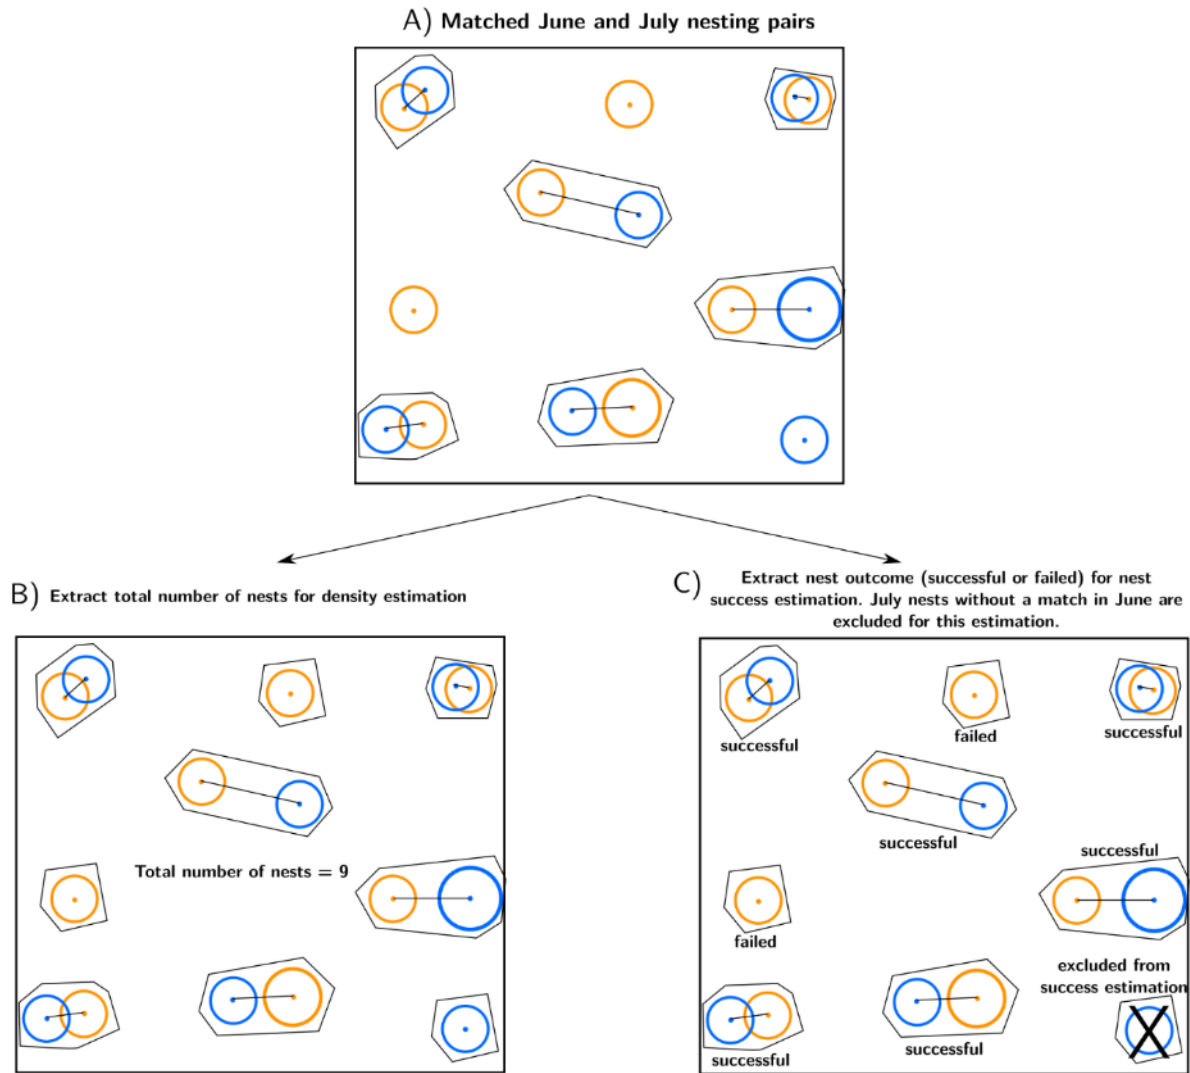 A) Matched June and July nesting pairs
B) Extract total number of nests for density estimation
Total number of nests = 9
C) Extract nest outcome (successful or failed) for nest
success estimation. July nests without a match in June are
excluded for this estimation.
successful
failed
successful
successful
successful
failed
excluded from
success estimation
X
successful
successful